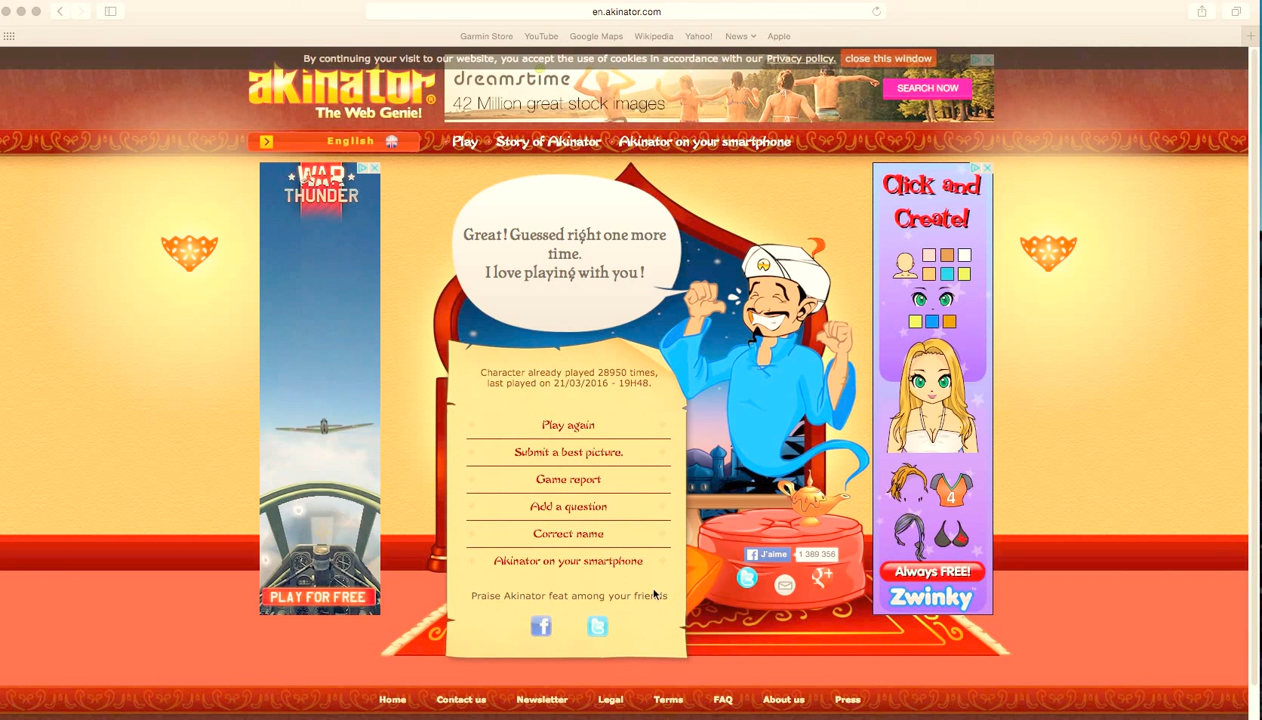 en.akinator.com
Garmin Store YouTube Google Maps Wikipedia Yahoo! News Apple
By continuing your visit to our website, you accept the use of cookies in accordance with our Privacy policy. close this window
akinator®
The Web Genie!
dreamstime
42 Million great stock images
SEARCH NOW
English
Play Story of Akinator Akinator on your smartphone
WAR
THUNDER
PLAY FOR FREE
Great! Guessed right one more
time.
I love playing with you!
Character already played 28950 times,
last played on 21/03/2016 - 19H48.
Play again
Submit a best picture.
Game report
Add a question
Correct name
Akinator on your smartphone
Praise Akinator feat among your friends
J'aime 1 389 356
Click and
Create!
4
Always FREE!
Zwinky
Home Contact us Newsletter Legal Terms FAQ About us Press